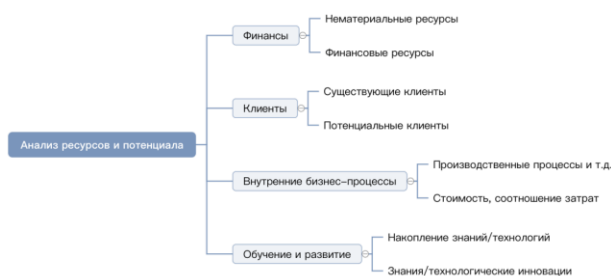 Нематериальные ресурсы
Финансы
Финансовые ресурсы
Существующие клиенты
Клиенты
Потенциальные клиенты
Анализ ресурсов и потенциала
Производственные процессы и т.д.
Внутренние бизнес-процессы
Стоимость, соотношение затрат
Накопление знаний/технологий
Обучение и развитие
Знания/технологические инновации